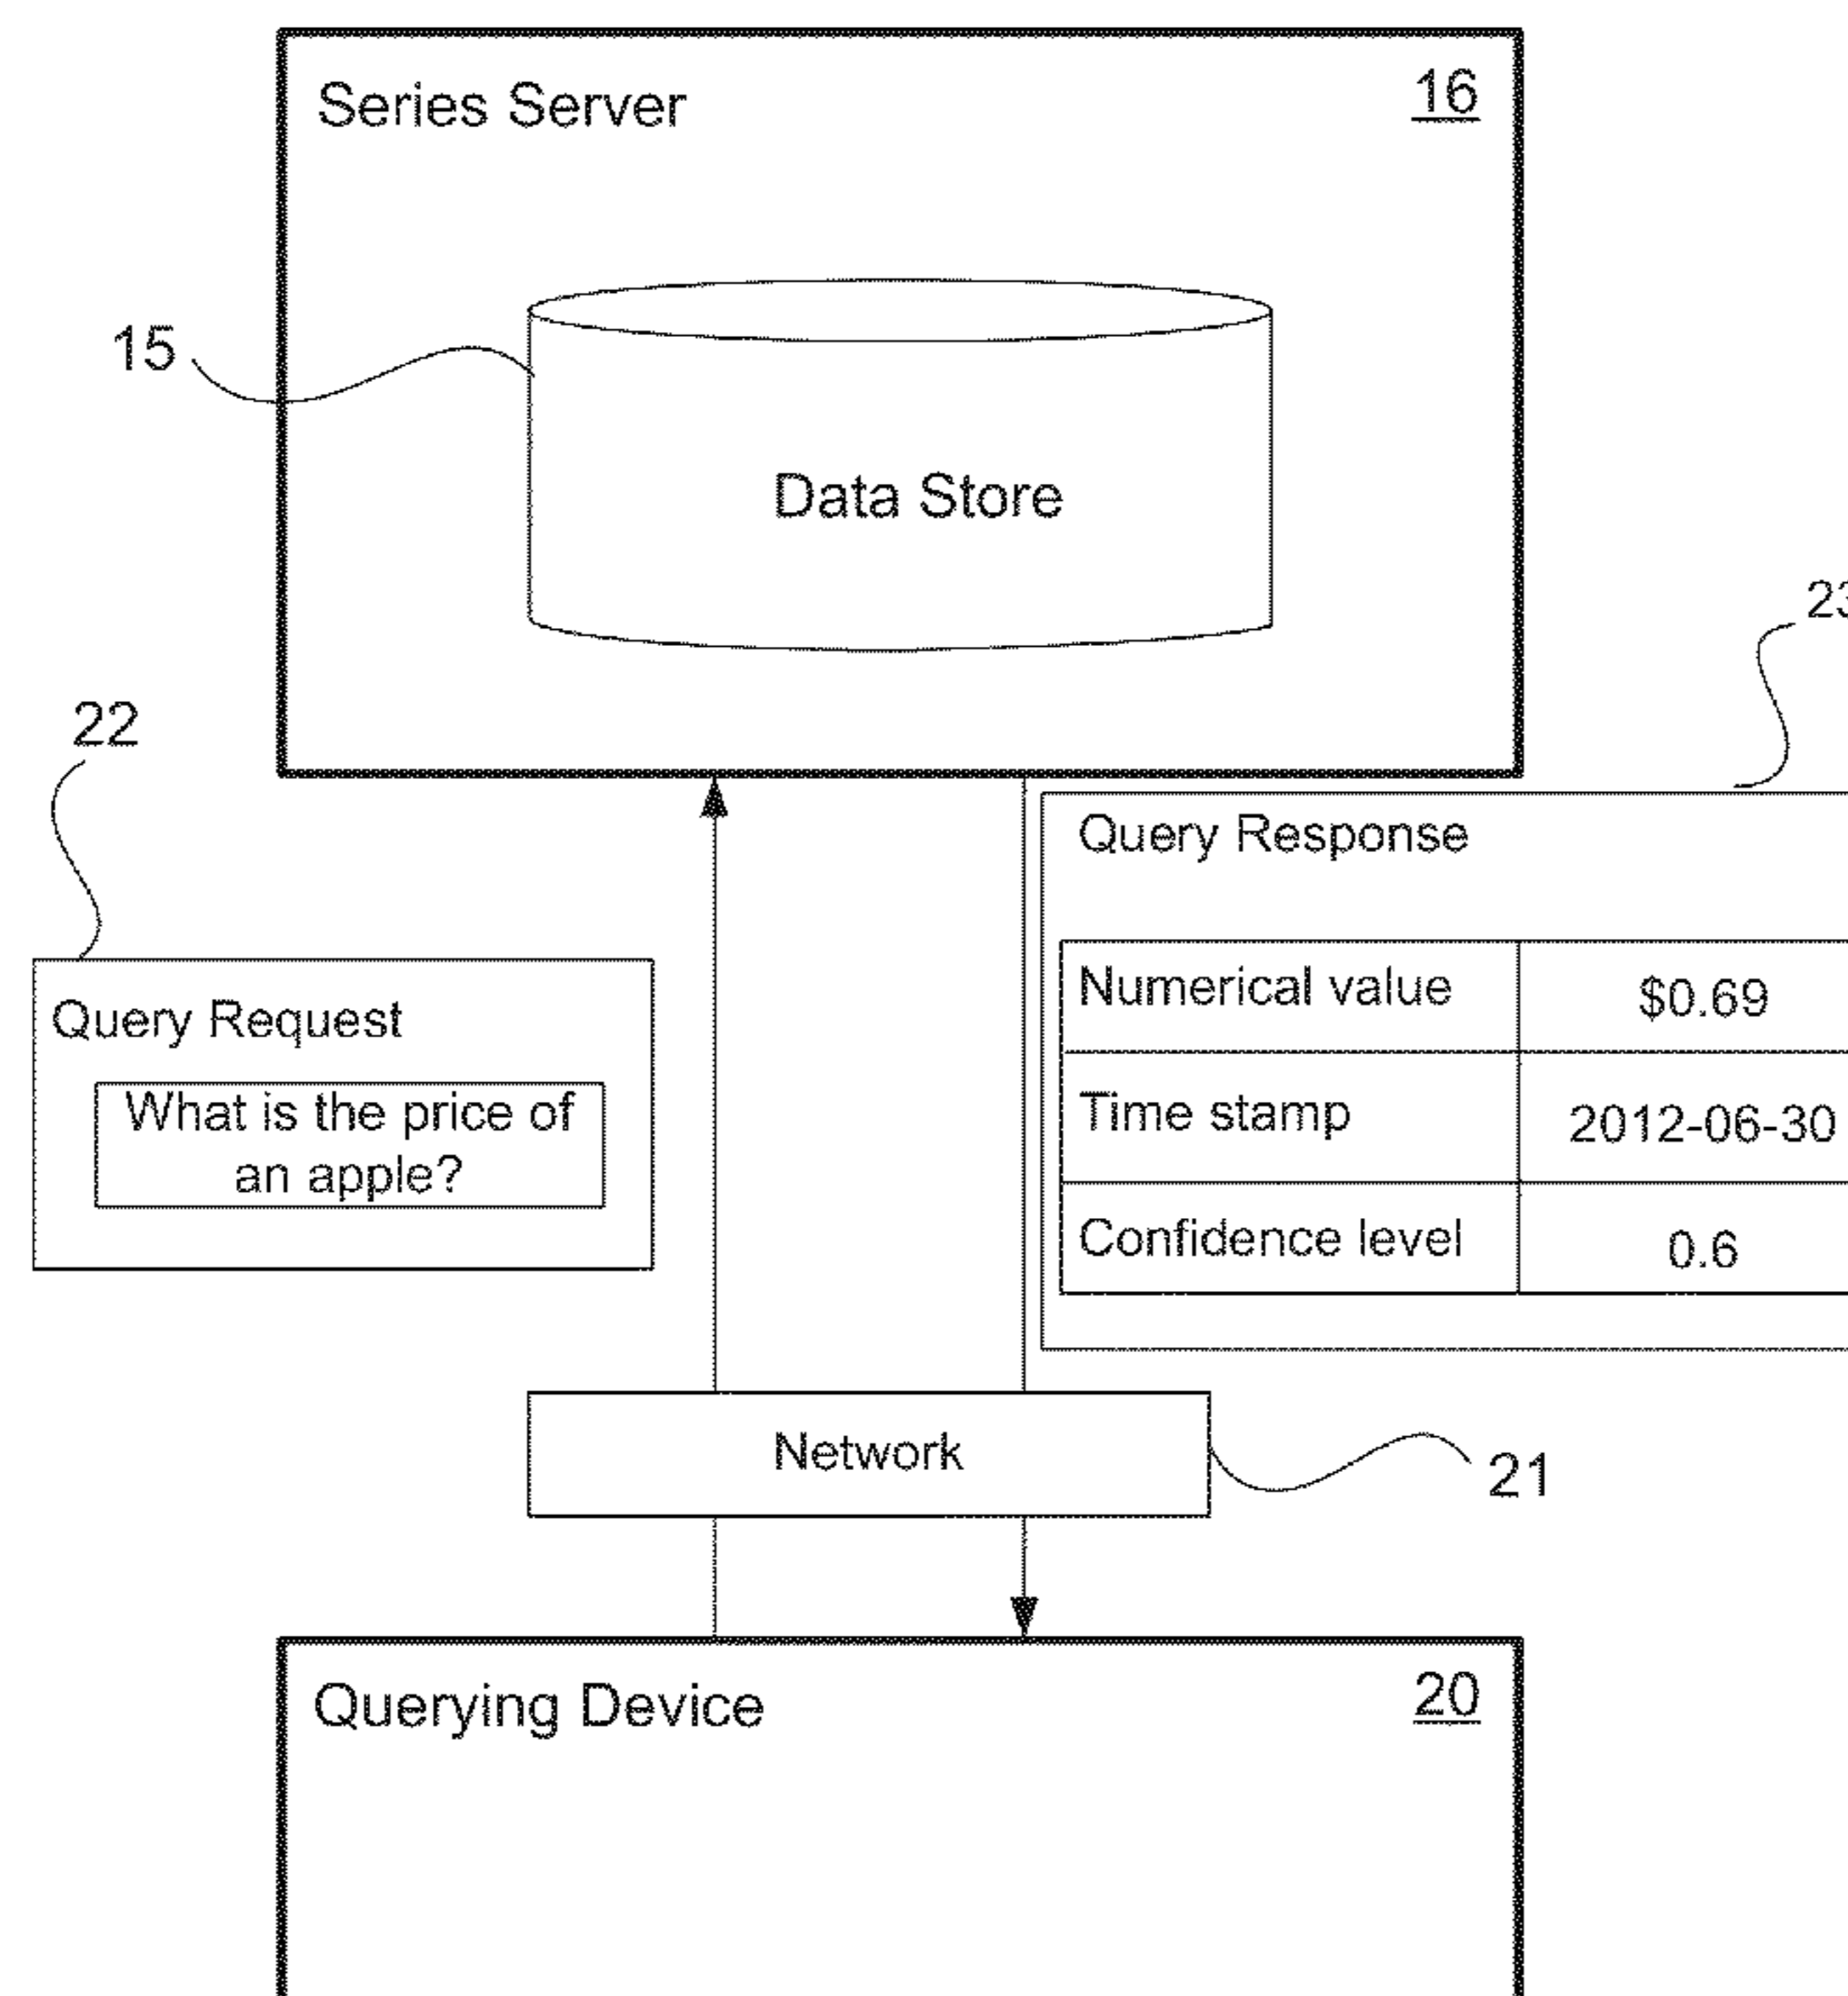 Series Server
16
15
Data Store
23
22
Query Response
Numerical value
$0.69
Query Request
What is the price of
an apple?
Time stamp
2012-06-30
Confidence level
0.6
Network
21
Querying Device
20